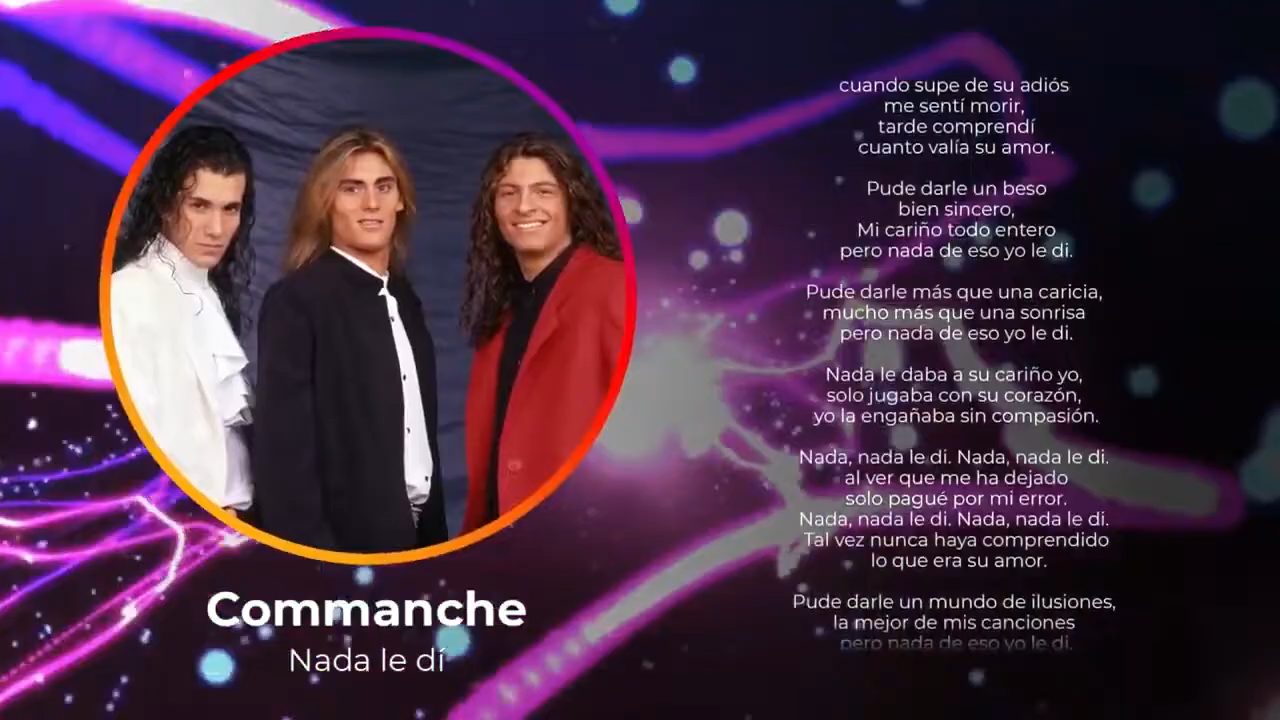 cuando supe de su adiós
me sentí morir,
tarde comprendí
cuanto valía su amor.
Pude darle un beso
bien sincero,
Mi cariño todo entero
pero nada de eso yo le di.
Pude darle más que una caricia,
mucho más que una sonrisa
pero nada de eso yo le di.
Nada le daba a su cariño yo,
solo jugaba con su corazón,
yo la engañaba sin compasión.
Nada, nada le di. Nada, nada le di.
al ver que me ha dejado
solo pagué por mi error.
Nada, nada le di. Nada, nada le di.
Tal vez nunca haya comprendido
lo que era su amor.
Pude darle un mundo de ilusiones,
la mejor de mis canciones
pero nada de eso yo le di.
Commanche
Nada le dí